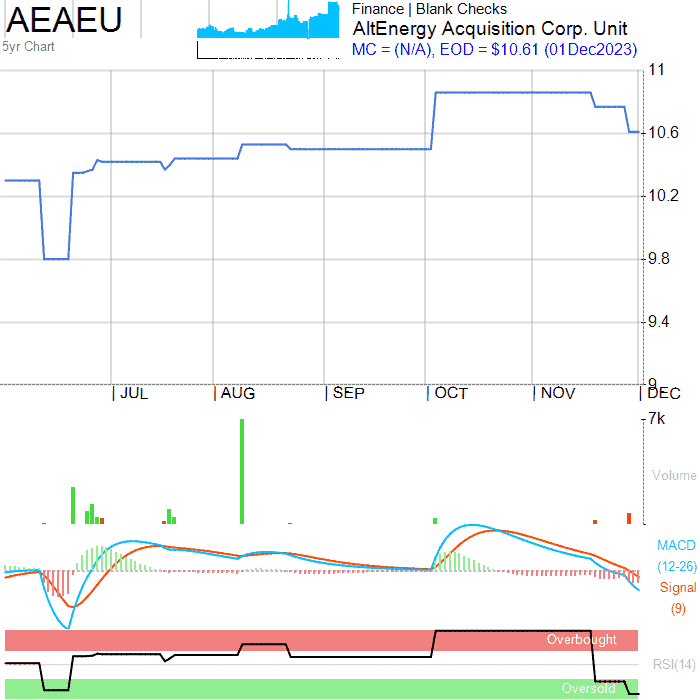 AEAEU
5yr Chart
Finance | Blank Checks
AltEnergy Acquisition Corp. Unit
MC = (N/A), EOD = $10.61 (01Dec2023)
11
10.6
10.2
9.8
9.4
9
JUL
AUG
SEP
OCT
NOV
DEC
7k
Volume
MACD
(12-26)
Signal
(9)
Overbought
RSI(14)
Oversold